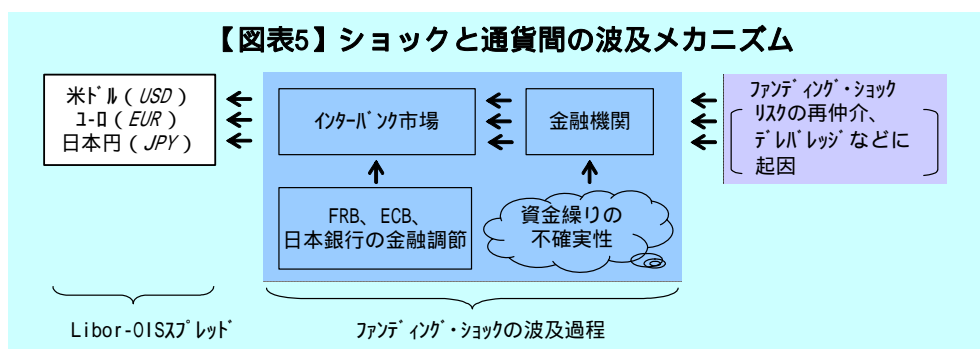 【図表5】ショックと通貨間の波及メカニズム
米ﾄﾞﾙ（USD）
ﾕｰﾛ（EUR）
日本円（JPY）
ｲﾝﾀｰﾊﾞﾝｸ市場
金融機関
ﾌｧﾝﾃﾞｨﾝｸﾞ・ｼｮｯｸ
ﾘｽｸの再仲介、
ﾃﾞﾚﾊﾞﾚｯｼﾞなどに
起因
FRB、ECB、
日本銀行の金融調節
資金繰りの
不確実性
Libor-OISｽﾌﾟﾚｯﾄﾞ
ﾌｧﾝﾃﾞｨﾝｸﾞ・ｼｮｯｸの波及過程